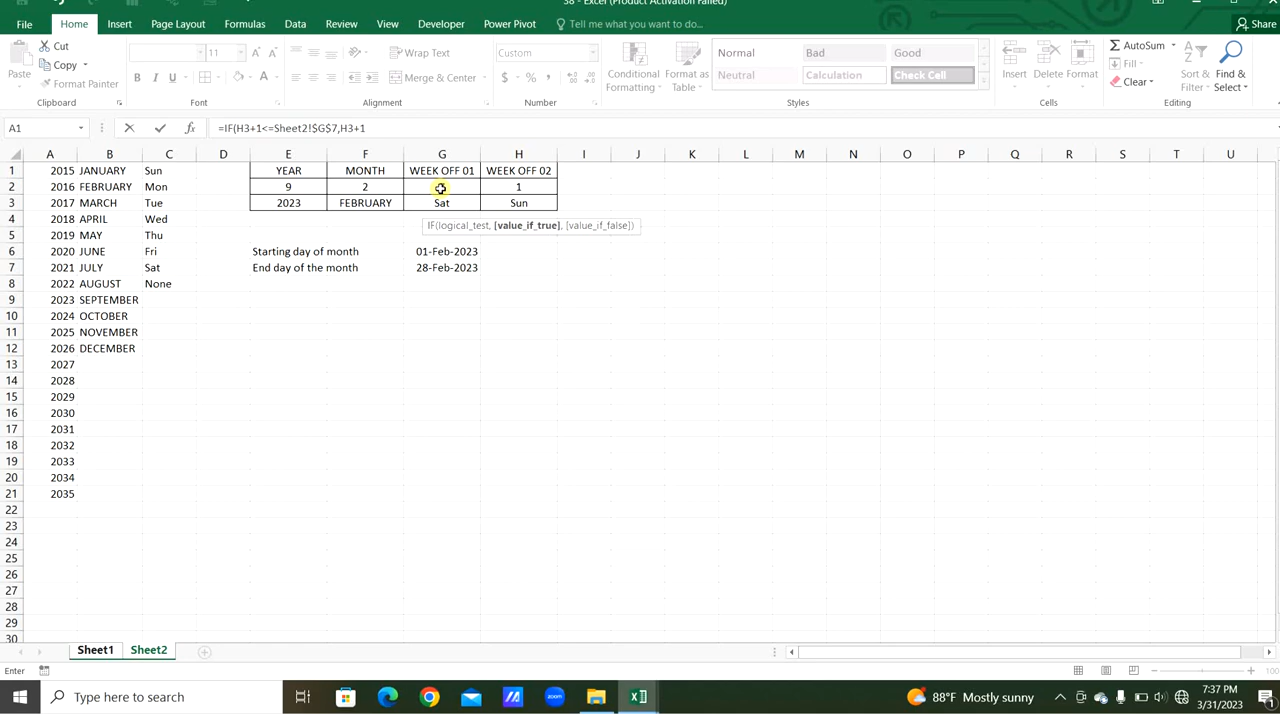 38 - Excel (Product Activation Failed)
File Home Insert Page Layout Formulas Data Review View Developer Power Pivot Tell me what you want to do... Share
Paste Cut Copy Format Painter Clipboard
11 A A B I U A Font
Wrap Text Merge & Center Alignment
Custom $ % , Number
Conditional Formatting Format as Table Normal Bad Good Neutral Calculation Check Cell Styles
Insert Delete Format Cells
AutoSum Fill Clear Sort & Filter Find & Select Editing
A1 fx =IF(H3+1<=Sheet2!$G$7,H3+1
A B C D E F G H I J K L M N O P Q R S T U
1 2015 JANUARY Sun YEAR MONTH WEEK OFF 01 WEEK OFF 02
2 2016 FEBRUARY Mon 9 2 1
3 2017 MARCH Tue 2023 FEBRUARY Sat Sun
4 2018 APRIL Wed IF(logical_test, [value_if_true], [value_if_false])
5 2019 MAY Thu
6 2020 JUNE Fri Starting day of month 01-Feb-2023
7 2021 JULY Sat End day of the month 28-Feb-2023
8 2022 AUGUST None
9 2023 SEPTEMBER
10 2024 OCTOBER
11 2025 NOVEMBER
12 2026 DECEMBER
13 2027
14 2028
15 2029
16 2030
17 2031
18 2032
19 2033
20 2034
21 2035
22
23
24
25
26
27
28
29
30
Sheet1 Sheet2
Enter 100
Type here to search 88°F Mostly sunny 7:37 PM
3/31/2023 1